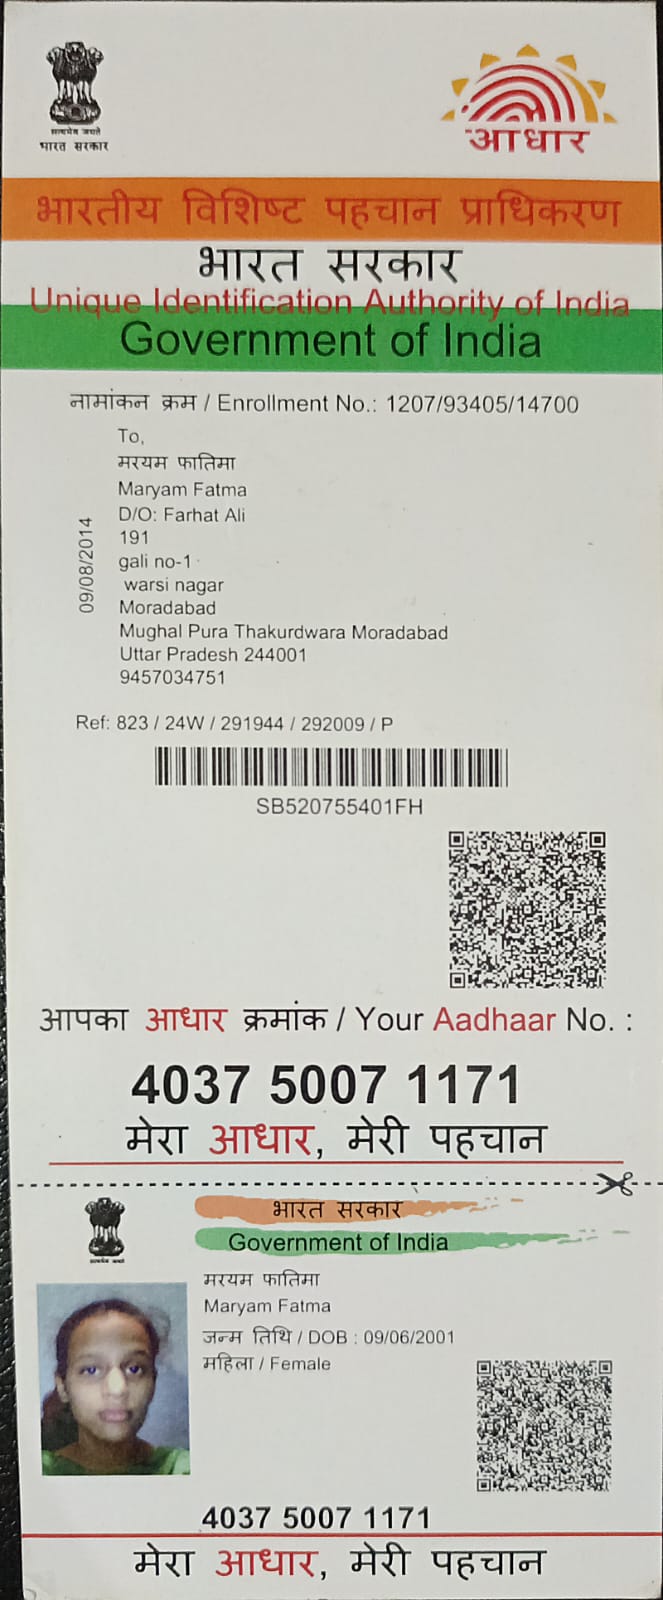 सत्यमेव जयते
भारत सरकार
आधार
भारतीय विशिष्ट पहचान प्राधिकरण
भारत सरकार
Unique Identification Authority of India
Government of India
नामांकन क्रम / Enrollment No.: 1207/93405/14700
To,
मरयम फातिमा
Maryam Fatma
D/O: Farhat Ali
191
gali no-1
warsi nagar
Moradabad
Mughal Pura Thakurdwara Moradabad
Uttar Pradesh 244001
9457034751
09/08/2014
Ref: 823 / 24W / 291944 / 292009 / P
SB520755401FH
आपका आधार क्रमांक / Your Aadhaar No. :
4037 5007 1171
मेरा आधार, मेरी पहचान
भारत सरकार
Government of India
सत्यमेव जयते
मरयम फातिमा
Maryam Fatma
जन्म तिथि / DOB : 09/06/2001
महिला / Female
4037 5007 1171
मेरा आधार, मेरी पहचान